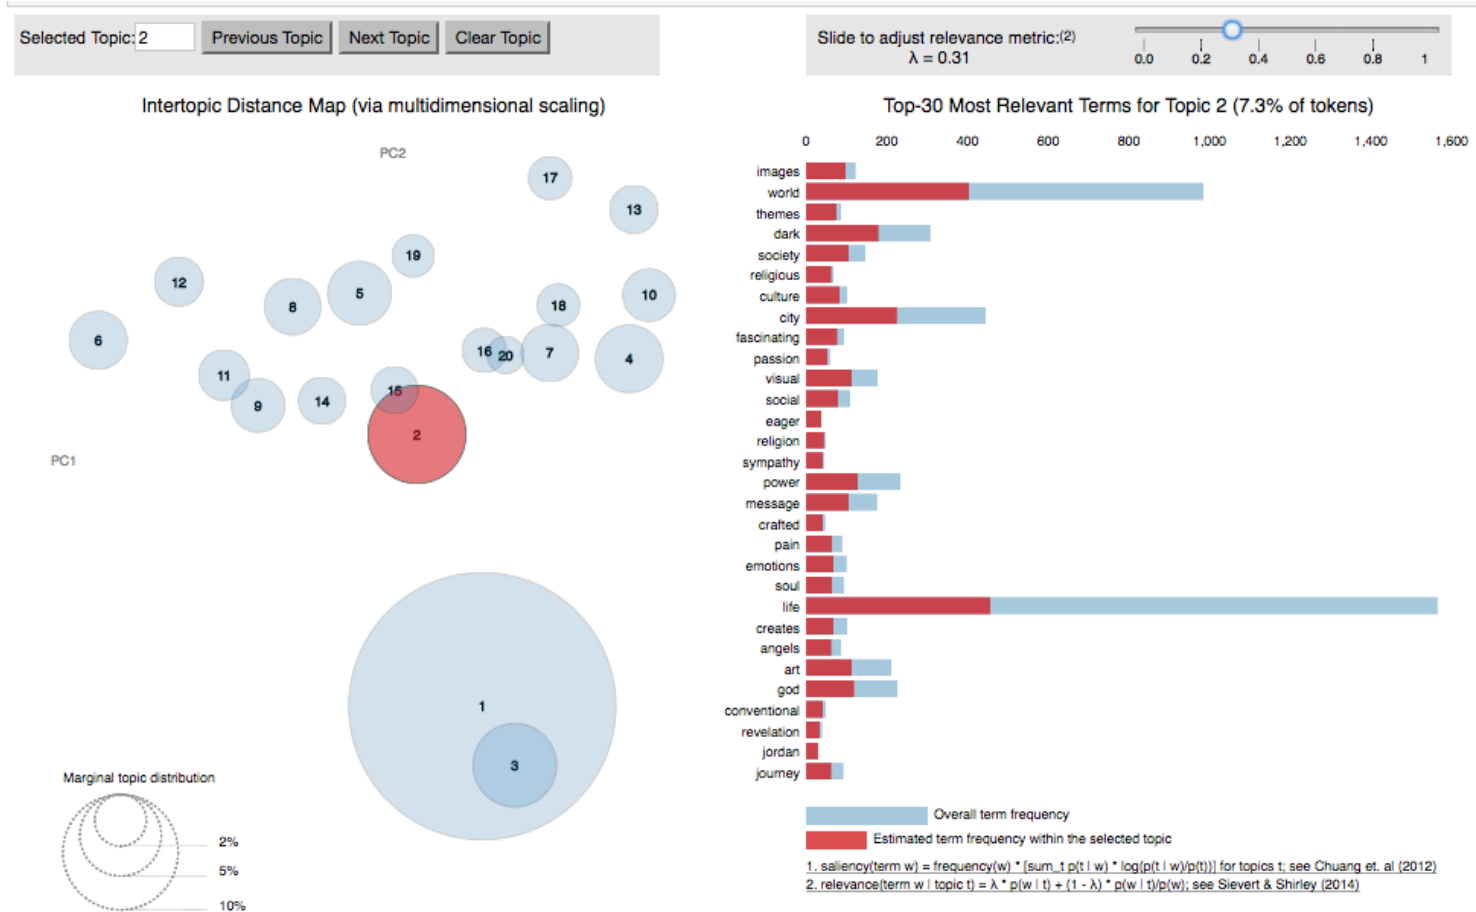 Selected Topic: 2 Previous Topic Next Topic Clear Topic
Slide to adjust relevance metric:(2)
λ = 0.31
0.0 0.2 0.4 0.6 0.8 1
Intertopic Distance Map (via multidimensional scaling)
PC2
17
13
19
12
5
8
18
10
6
16
20
7
4
11
15
9
14
2
PC1
1
3
Marginal topic distribution
2%
5%
10%
Top-30 Most Relevant Terms for Topic 2 (7.3% of tokens)
0 200 400 600 800 1,000 1,200 1,400 1,600
images
world
themes
dark
society
religious
culture
city
fascinating
passion
visual
social
eager
religion
sympathy
power
message
crafted
pain
emotions
soul
life
creates
angels
art
god
conventional
revelation
jordan
journey
Overall term frequency
Estimated term frequency within the selected topic
1. saliency(term w) = frequency(w) * [sum_t p(t | w) * log(p(t | w)/p(t))] for topics t; see Chuang et. al (2012)
2. relevance(term w | topic t) = λ * p(w | t) + (1 - λ) * p(w | t)/p(w); see Sievert & Shirley (2014)